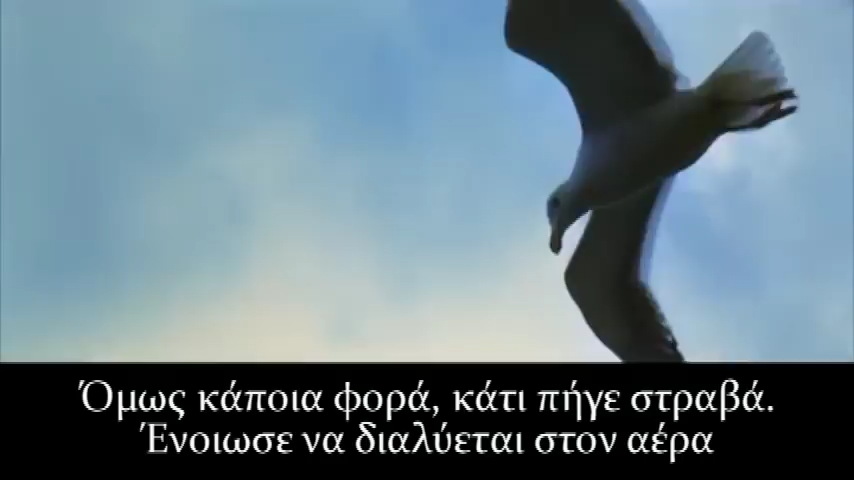 Όμως κάποια φορά, κάτι πήγε στραβά.
Ένοιωσε να διαλύεται στον αέρα